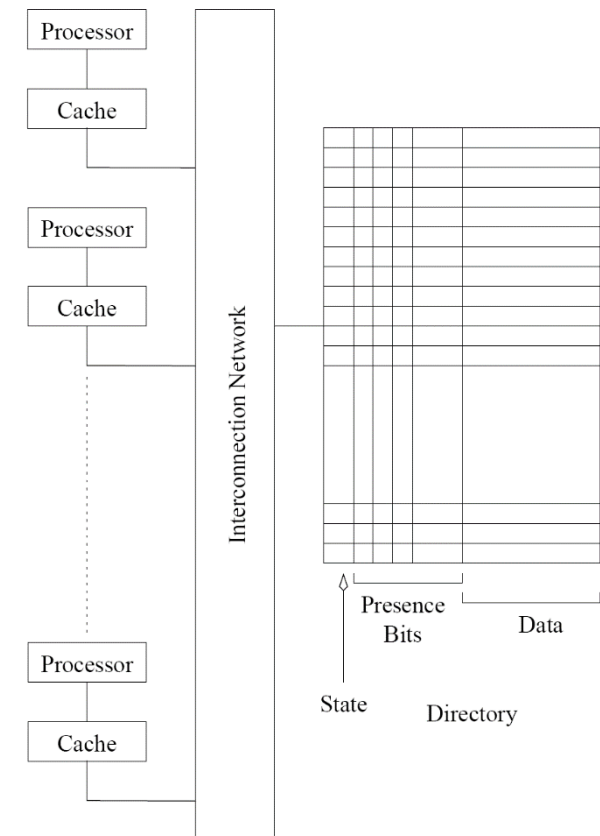 Processor
Cache
Processor
Cache
Interconnection Network
Processor
Cache
Presence
Bits
Data
State
Directory